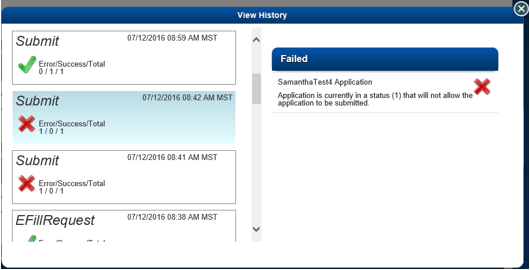 View History
Submit 07/12/2016 08:59 AM MST
Error/Success/Total
0 / 1 / 1
Submit 07/12/2016 08:42 AM MST
Error/Success/Total
1 / 0 / 1
Submit 07/12/2016 08:41 AM MST
Error/Success/Total
1 / 0 / 1
EFillRequest 07/12/2016 08:38 AM MST
Error/Success/Total
Failed
SamanthaTest4 Application
Application is currently in a status (1) that will not allow the
application to be submitted.